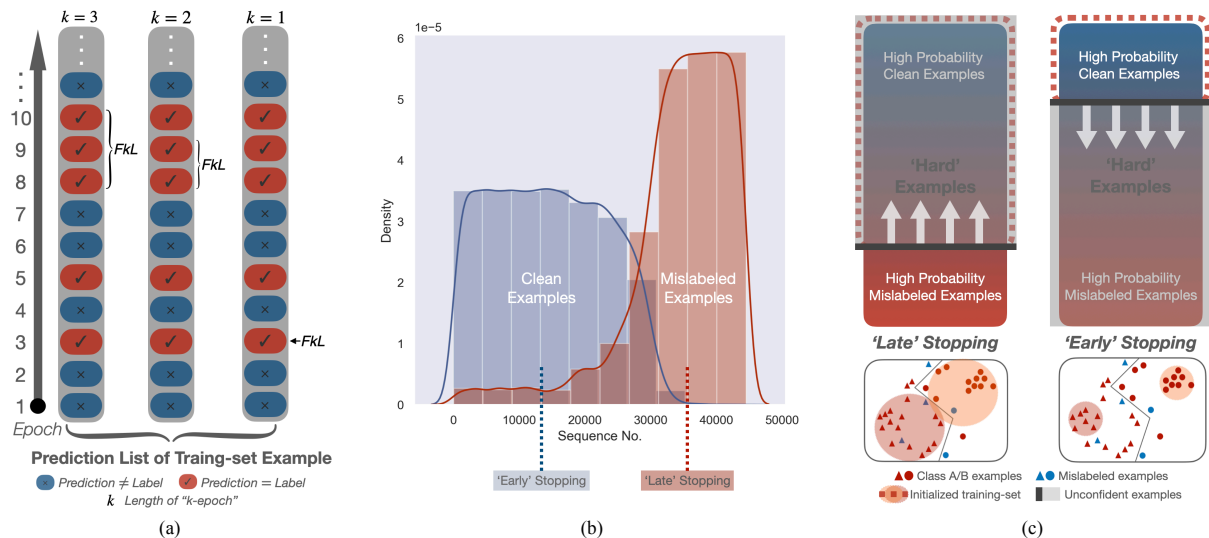 k = 3
k = 2
k = 1
10
9
8
7
6
5
4
3
2
1
Epoch
FkL
FkL
FkL
Prediction List of Traing-set Example
Prediction ≠ Label
Prediction = Label
k Length of "k-epoch"
(a)
1e−5
6
5
4
3
2
1
0
Density
0
10000
20000
30000
40000
50000
Sequence No.
Clean
Examples
Mislabeled
Examples
'Early' Stopping
'Late' Stopping
(b)
High Probability
Clean Examples
'Hard'
Examples
High Probability
Mislabeled Examples
'Late' Stopping
High Probability
Clean Examples
'Hard'
Examples
High Probability
Mislabeled Examples
'Early' Stopping
Class A/B examples
Mislabeled examples
Initialized training-set
Unconfident examples
(c)